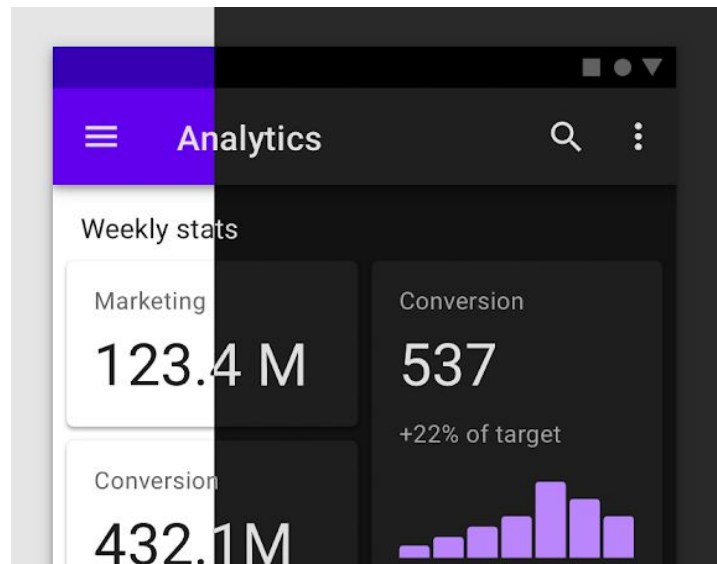 Analytics
Weekly stats
Marketing
123.4 M
Conversion
537
+22% of target
Conversion
432.1M